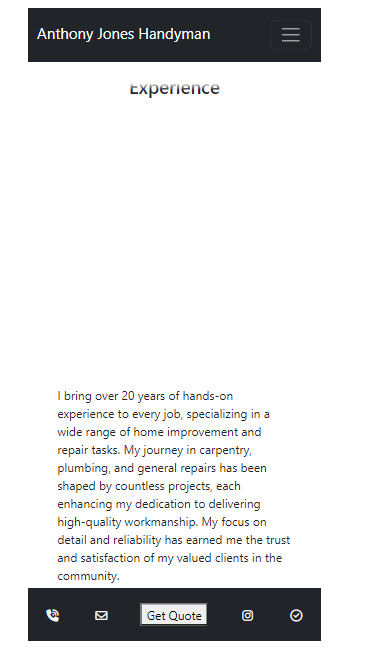 Anthony Jones Handyman
Experience
I bring over 20 years of hands-on
experience to every job, specializing in a
wide range of home improvement and
repair tasks. My journey in carpentry,
plumbing, and general repairs has been
shaped by countless projects, each
enhancing my dedication to delivering
high-quality workmanship. My focus on
detail and reliability has earned me the trust
and satisfaction of my valued clients in the
community.
Get Quote